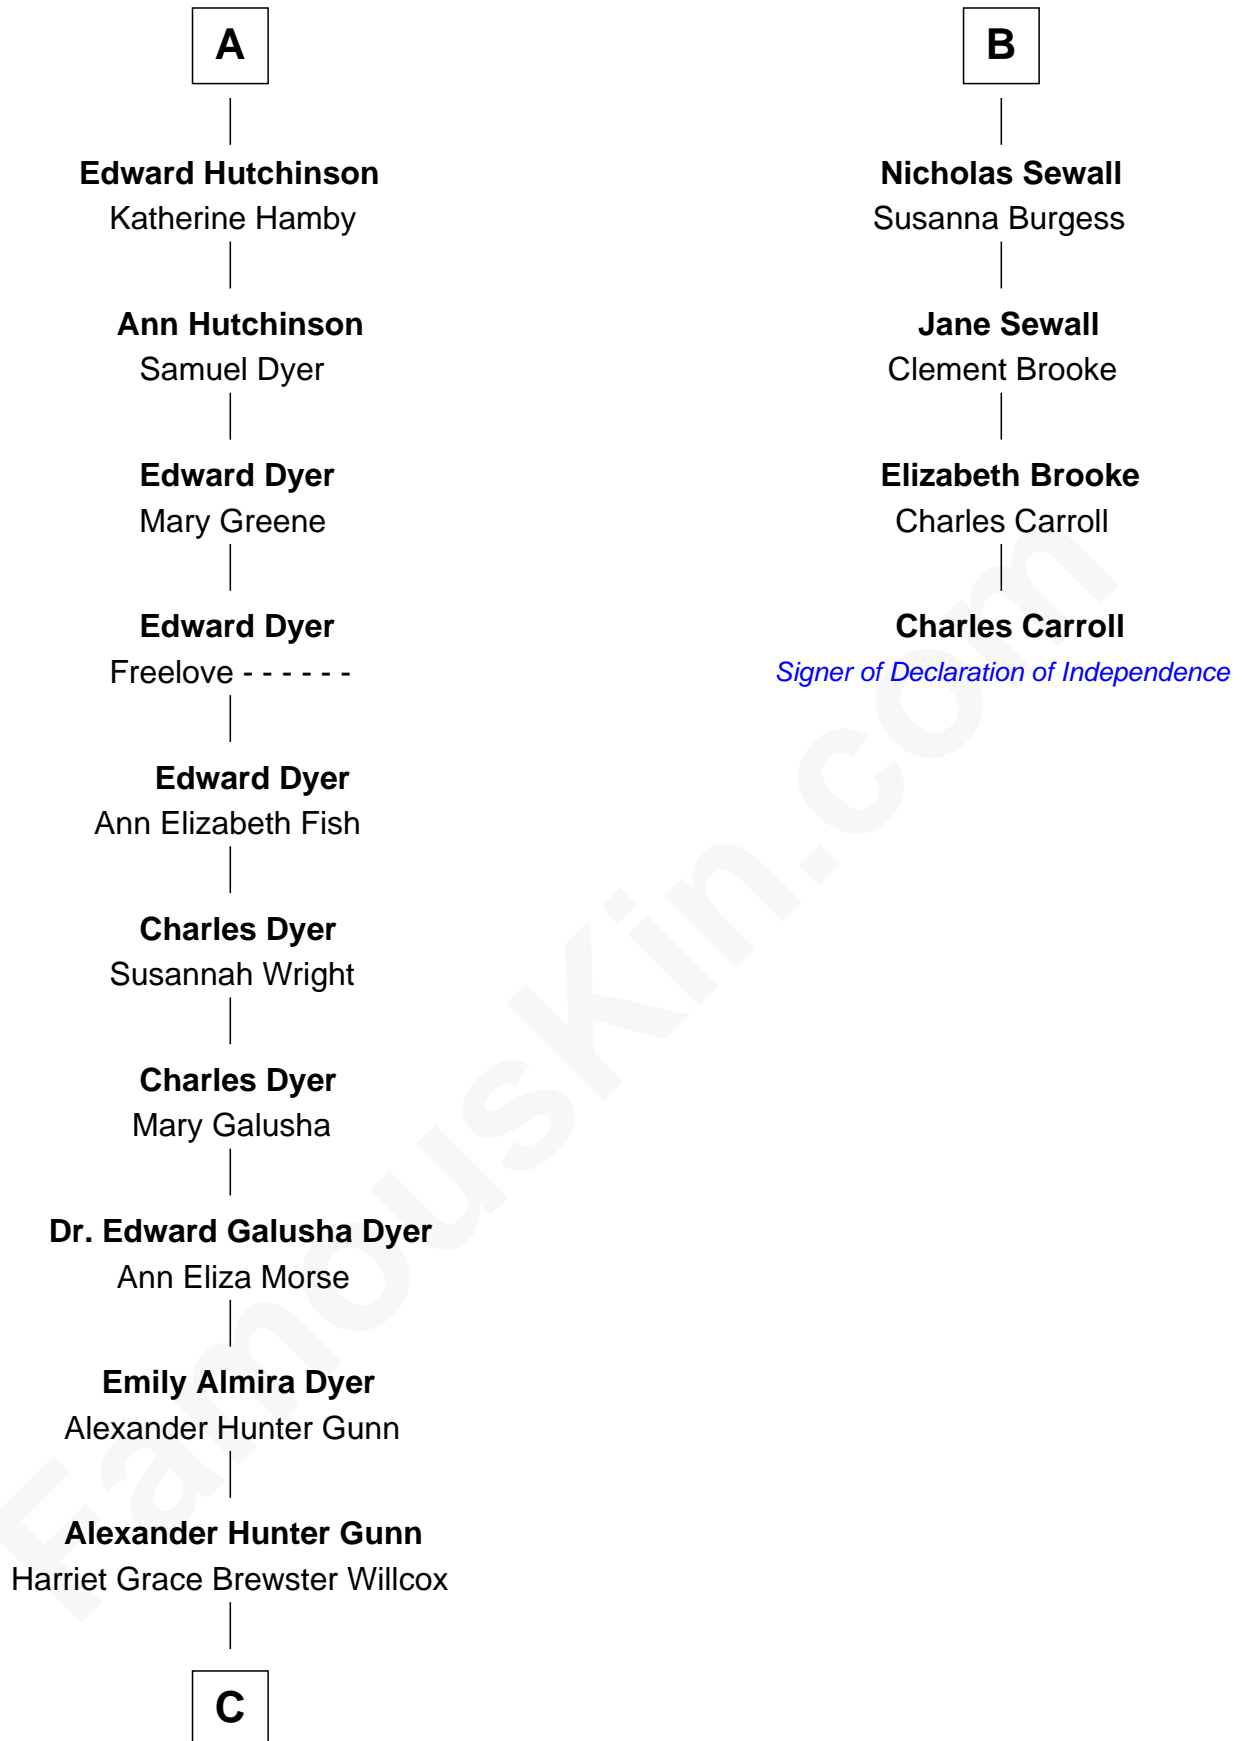 A
Edward Hutchinson
Katherine Hamby
Ann Hutchinson
Samuel Dyer
Edward Dyer
Mary Greene
Edward Dyer
Freelove - - - - - -
Edward Dyer
Ann Elizabeth Fish
Charles Dyer
Susannah Wright
Charles Dyer
Mary Galusha
Dr. Edward Galusha Dyer
Ann Eliza Morse
Emily Almira Dyer
Alexander Hunter Gunn
Alexander Hunter Gunn
Harriet Grace Brewster Willcox
C
B
Nicholas Sewall
Susanna Burgess
Jane Sewall
Clement Brooke
Elizabeth Brooke
Charles Carroll
Charles Carroll
Signer of Declaration of Independence
FamousKin.com